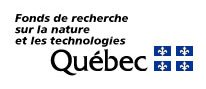 Fonds de recherche
sur la nature
et les technologies
Québec